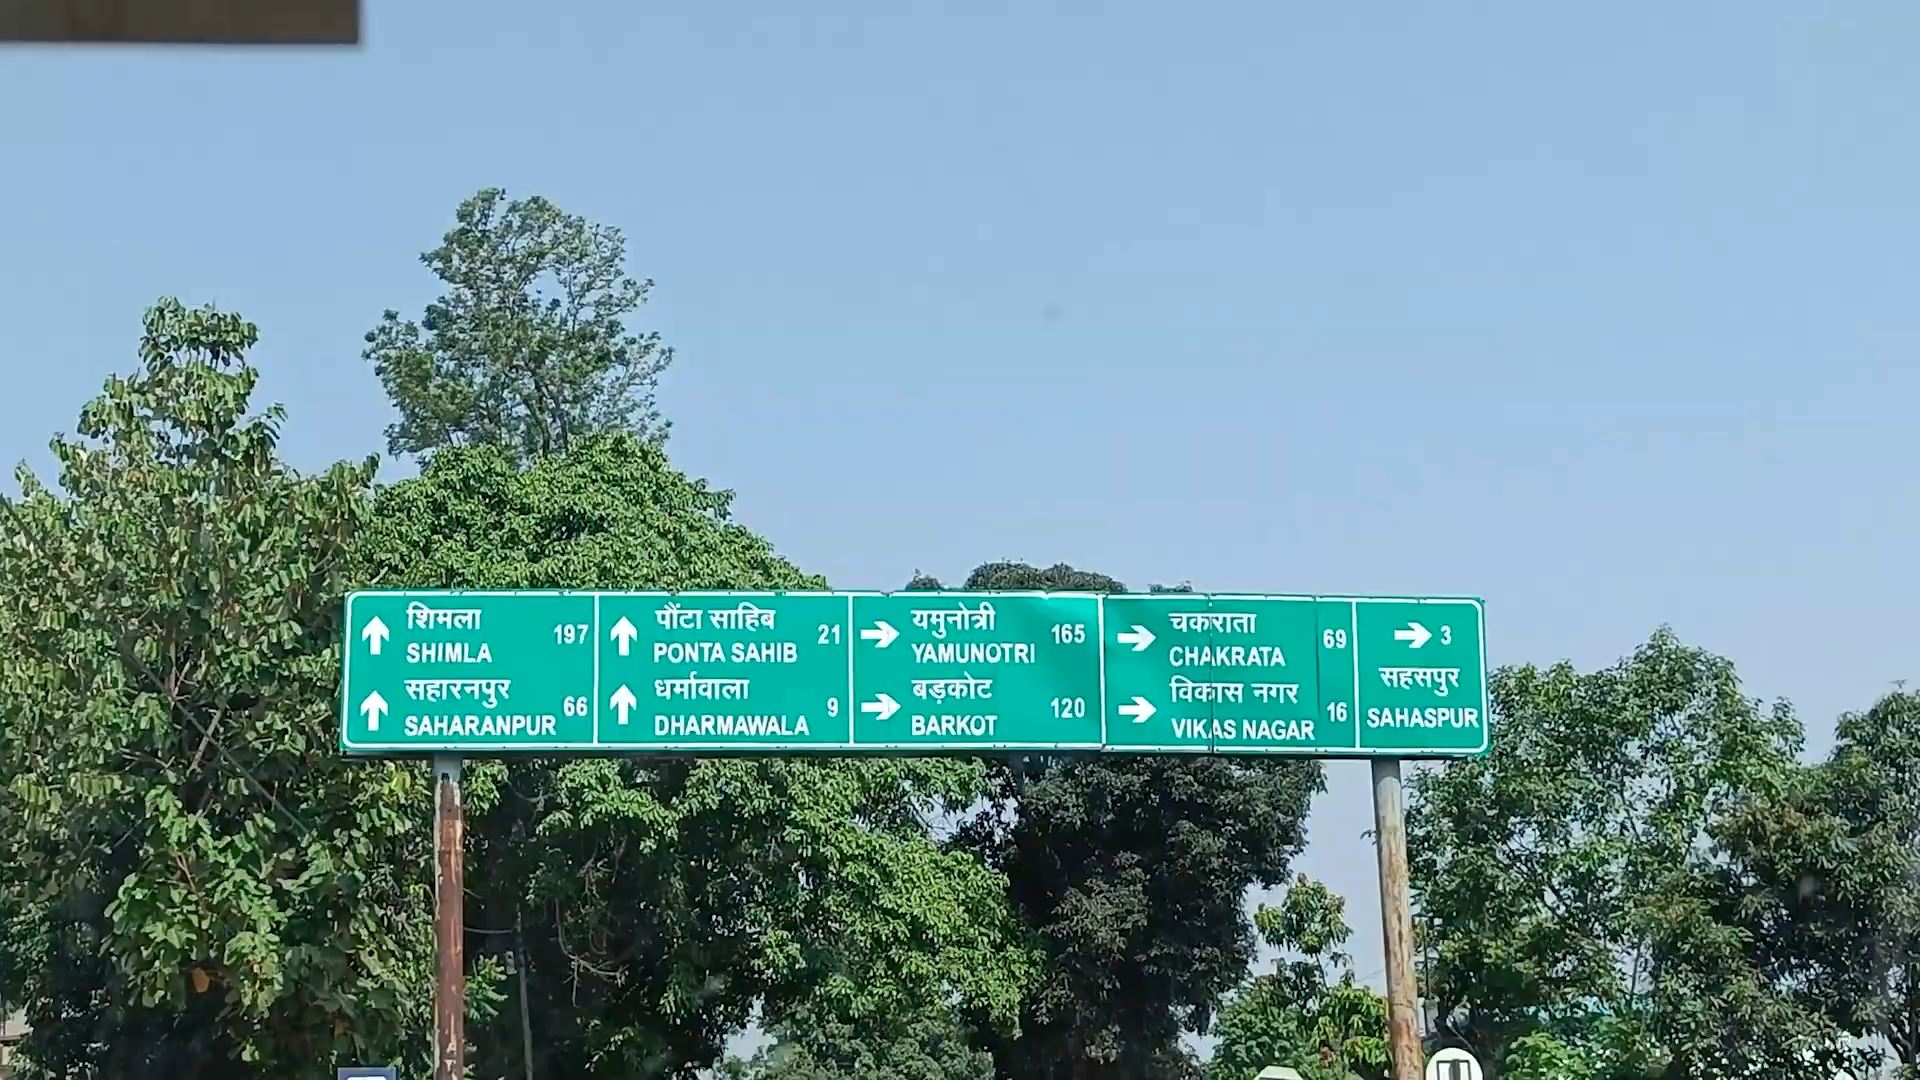 शिमला
SHIMLA
197
सहारनपुर
SAHARANPUR
66
पौंटा साहिब
PONTA SAHIB
21
धर्मावाला
DHARMAWALA
9
यमुनोत्री
YAMUNOTRI
165
बड़कोट
BARKOT
120
चकराता
CHAKRATA
69
विकास नगर
VIKAS NAGAR
16
3
सहसपुर
SAHASPUR